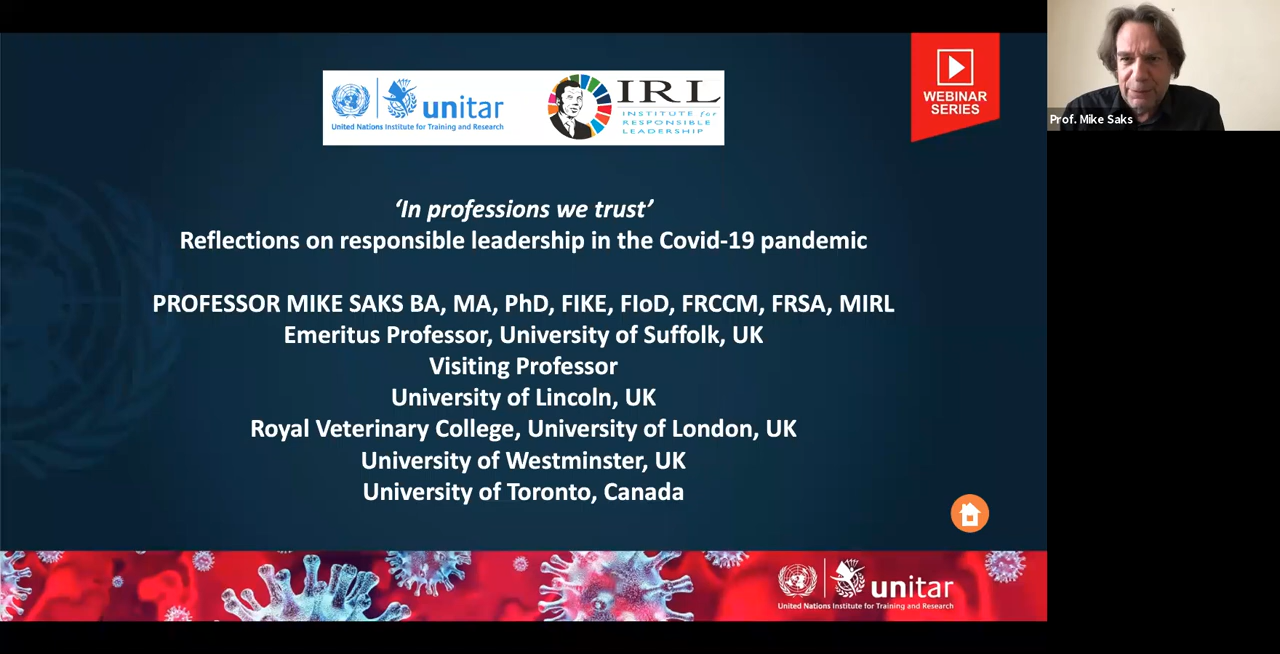 unitar
United Nations Institute for Training and Research
IRL
INSTITUTE for
RESPONSIBLE
LEADERSHIP
WEBINAR
SERIES
Prof. Mike Saks
‘In professions we trust’
Reflections on responsible leadership in the Covid-19 pandemic
PROFESSOR MIKE SAKS BA, MA, PhD, FIKE, FIoD, FRCCM, FRSA, MIRL
Emeritus Professor, University of Suffolk, UK
Visiting Professor
University of Lincoln, UK
Royal Veterinary College, University of London, UK
University of Westminster, UK
University of Toronto, Canada
unitar
United Nations Institute for Training and Research